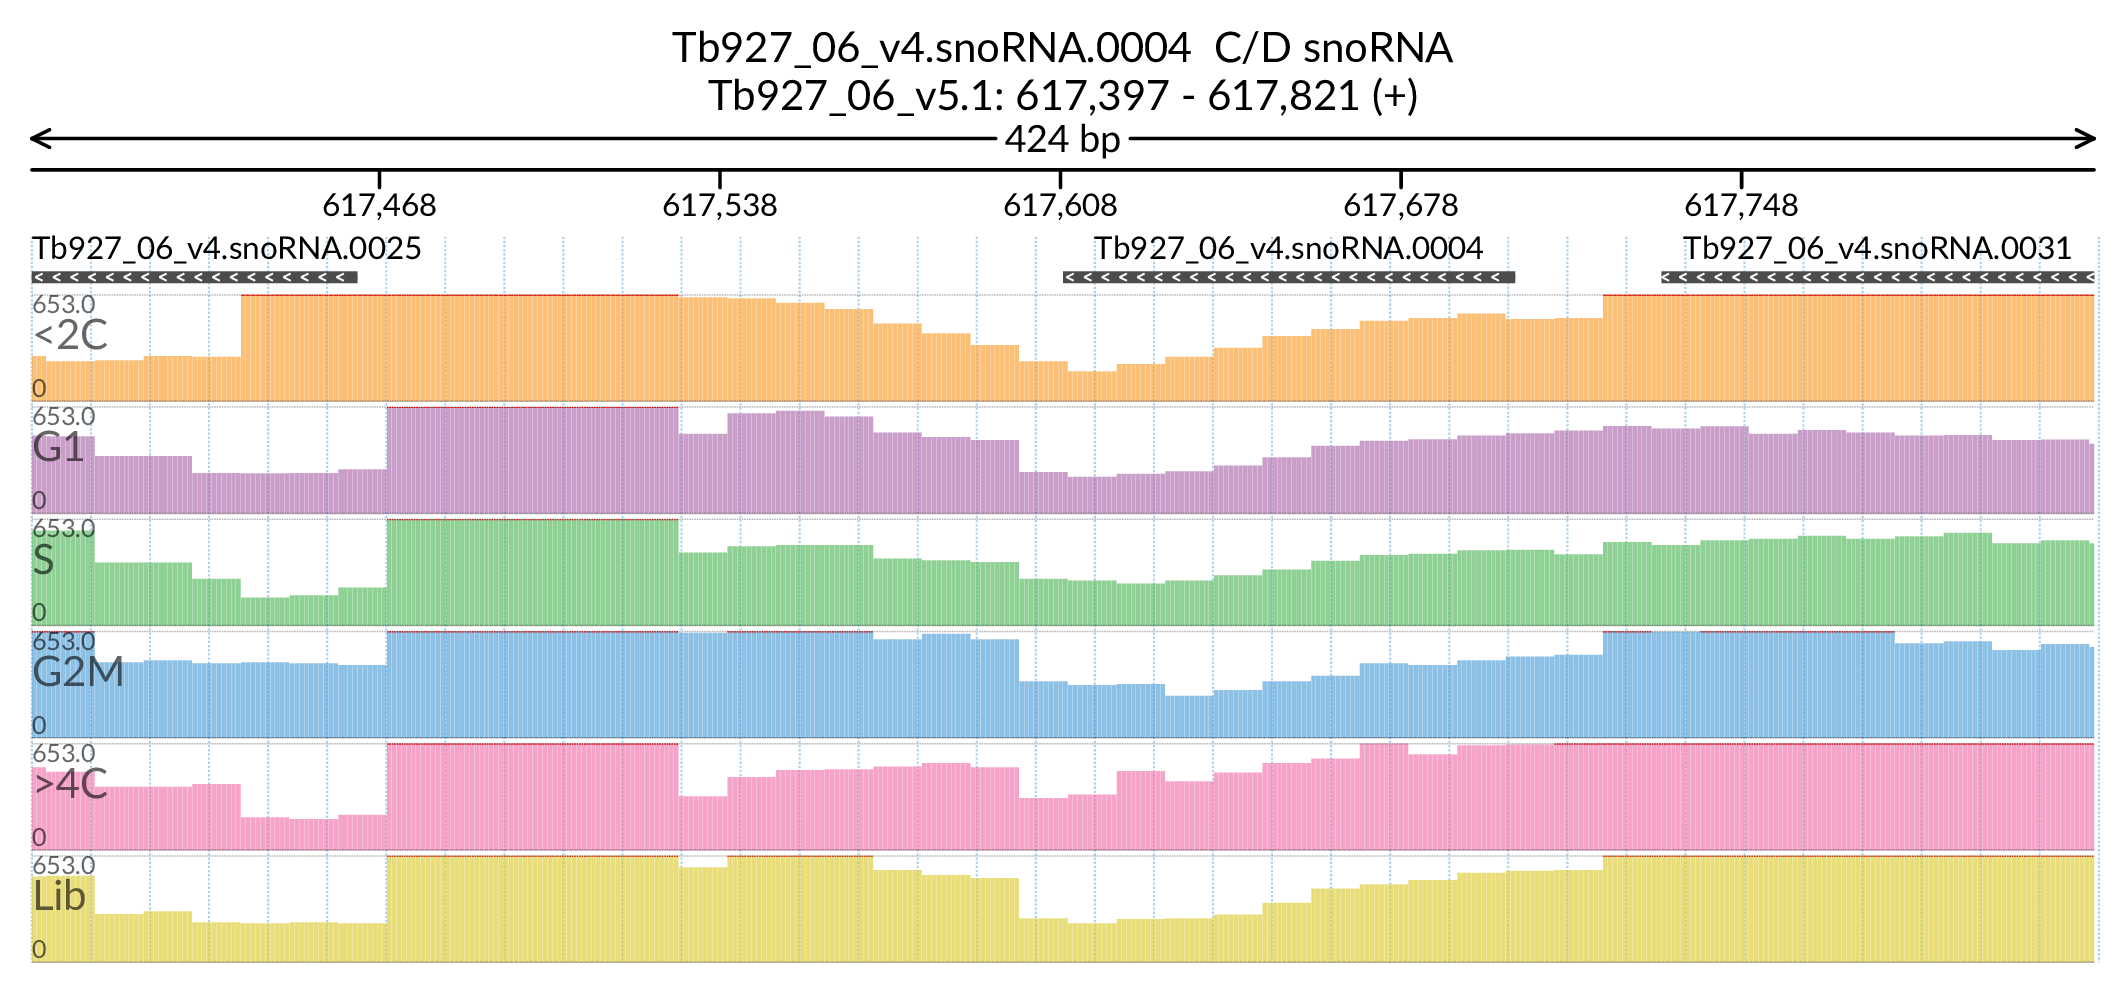 Tb927_06_v4.snoRNA.0004  C/D snoRNA
Tb927_06_v5.1: 617,397 - 617,821 (+)
424 bp
617,468 617,538 617,608 617,678 617,748
Tb927_06_v4.snoRNA.0025 Tb927_06_v4.snoRNA.0004 Tb927_06_v4.snoRNA.0031
653.0
<2C
0
653.0
G1
0
653.0
S
0
653.0
G2M
0
653.0
>4C
0
653.0
Lib
0